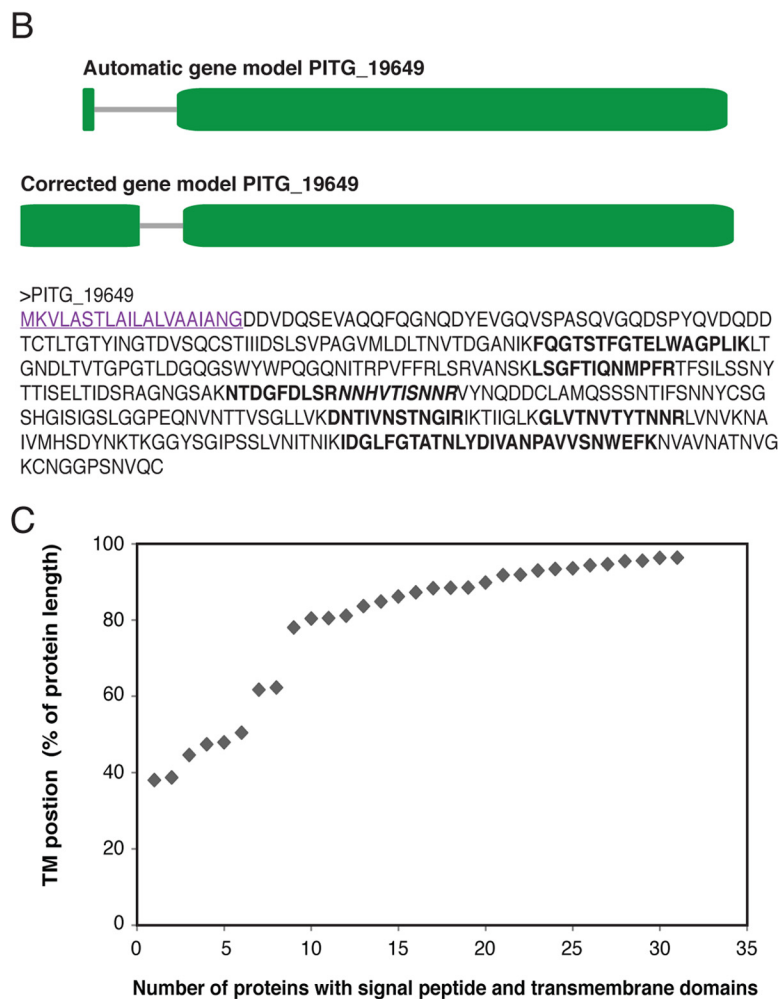 B
Automatic gene model PITG_19649
Corrected gene model PITG_19649
>PITG_19649
MKVLASTLAILALVAAIANGDDVDQSEVAQQFQGNQDYEVGQVSPASQVGQDSPYQVDQDD
TCTLTGTYINGTDVSQCSTIIIDSLSVPAGVMLDLTNVTDGANIKFQGTSTFGTELWAGPLIKLT
GNDLTVTGPGTLDGQGSWYWPQGQNITRPVFFRLSRVANSKLSGFTIQNMPFRTFSILSSNY
TTISELTIDSRAGNGSAKNTDGFDLSRNNHVTISNNRVYNQDDCLAMQSSSNTIFSNNYCSG
SHGISIGSLGGPEQNVNTTVSGLLVKDNTIVNSTNGIRIKTIIGLKGLVTNVTYTNNRLVNVKNA
IVMHSDYNKTKGGYSGIPSSLVNITNIKIDGLFGTATNLYDIVANPAVVSNWEFKNVAVNATNVG
KCNGGPSNVQC
C
TM postion (% of protein length)
100
80
60
40
20
0
0 5 10 15 20 25 30 35
Number of proteins with signal peptide and transmembrane domains